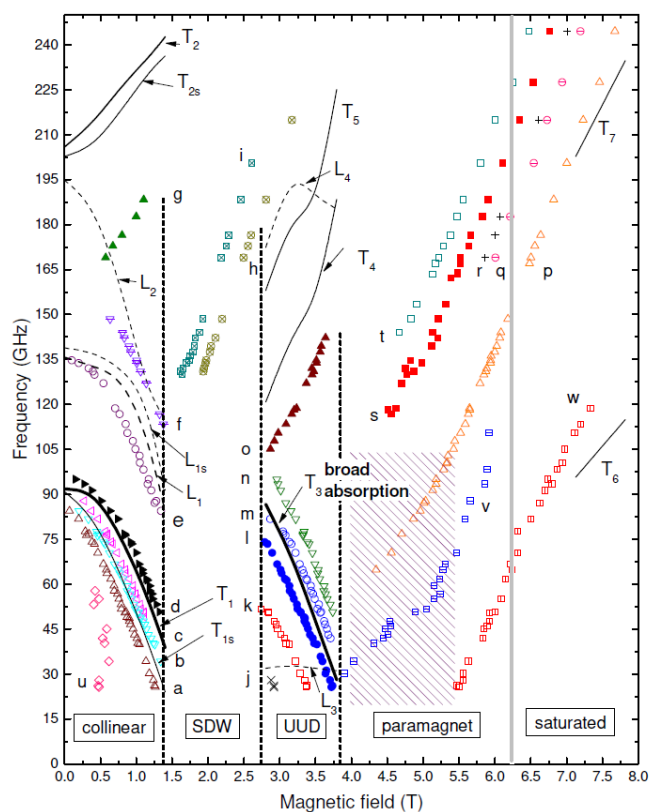 Frequency (GHz)
240
225
210
195
180
165
150
135
120
105
90
75
60
45
30
15
0
T2
T2s
T5
i
L4
T7
g
h
T4
r
q
p
L2
t
f
s
w
L1s
o
L1
n
T3
broad
absorption
T6
e
m
v
l
d
T1
k
c
T1s
b
u
a
j
L3
collinear
SDW
UUD
paramagnet
saturated
0.0
0.5
1.0
1.5
2.0
2.5
3.0
3.5
4.0
4.5
5.0
5.5
6.0
6.5
7.0
7.5
8.0
Magnetic field (T)